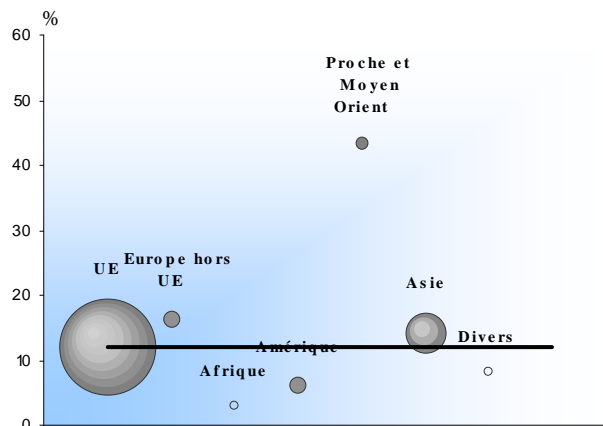 %
60
Proche et
Moyen
Orient
50
40
30
Europe hors
UE
UE
Asie
20
Divers
Amérique
10
Afrique
0